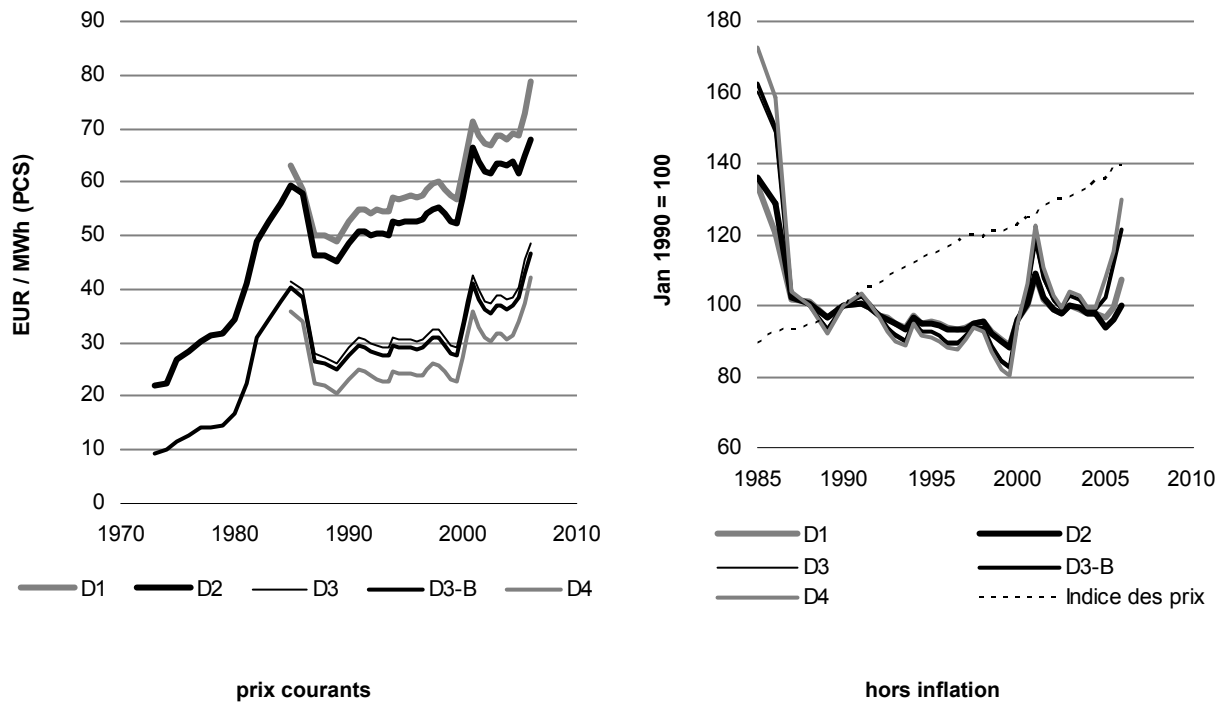 EUR / MWh (PCS)
90
80
70
60
50
40
30
20
10
0
1970 1980 1990 2000 2010
D1 D2 D3 D3-B D4
prix courants
Jan 1990 = 100
180
160
140
120
100
80
60
1985 1990 1995 2000 2005 2010
D1 D2
D3 D3-B
D4 Indice des prix
hors inflation